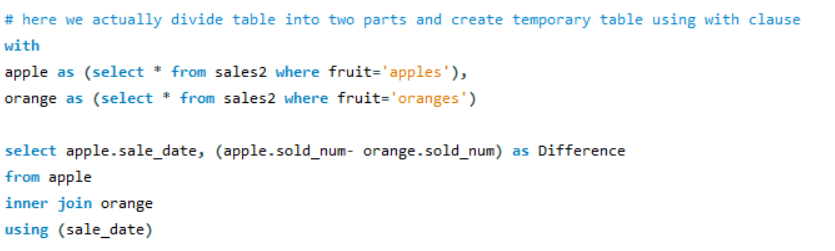 # here we actually divide table into two parts and create temporary table using with clause
with
apple as (select * from sales2 where fruit='apples'),
orange as (select * from sales2 where fruit='oranges')
select apple.sale_date, (apple.sold_num- orange.sold_num) as Difference
from apple
inner join orange
using (sale_date)